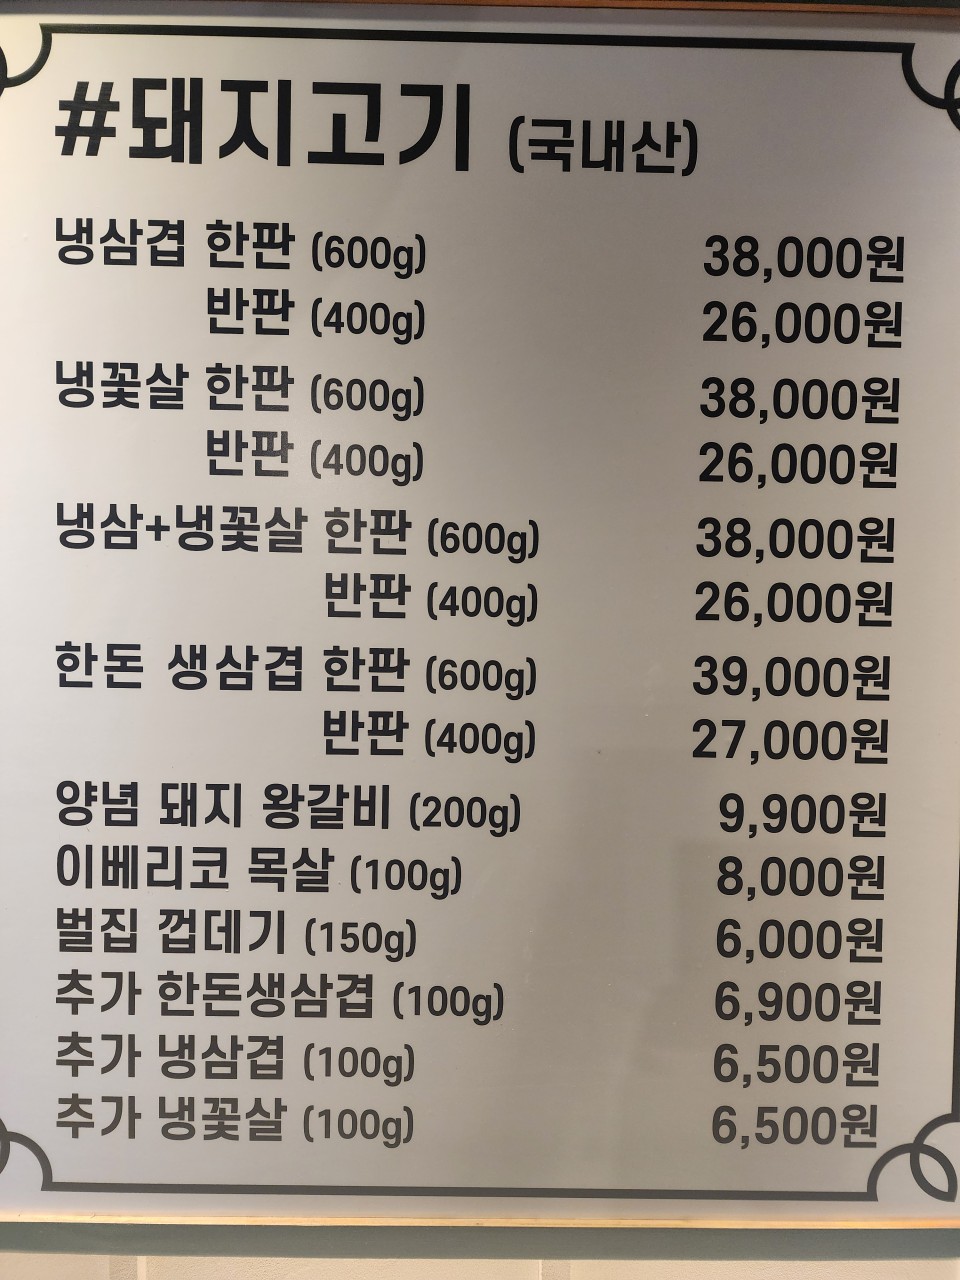 #돼지고기 (국내산)
냉삼겹 한판 (600g) 38,000원
반판 (400g) 26,000원
냉꽃살 한판 (600g) 38,000원
반판 (400g) 26,000원
냉삼+냉꽃살 한판 (600g) 38,000원
반판 (400g) 26,000원
한돈 생삼겹 한판 (600g) 39,000원
반판 (400g) 27,000원
양념 돼지 왕갈비 (200g) 9,900원
이베리코 목살 (100g) 8,000원
벌집 껍데기 (150g) 6,000원
추가 한돈생삼겹 (100g) 6,900원
추가 냉삼겹 (100g) 6,500원
추가 냉꽃살 (100g) 6,500원